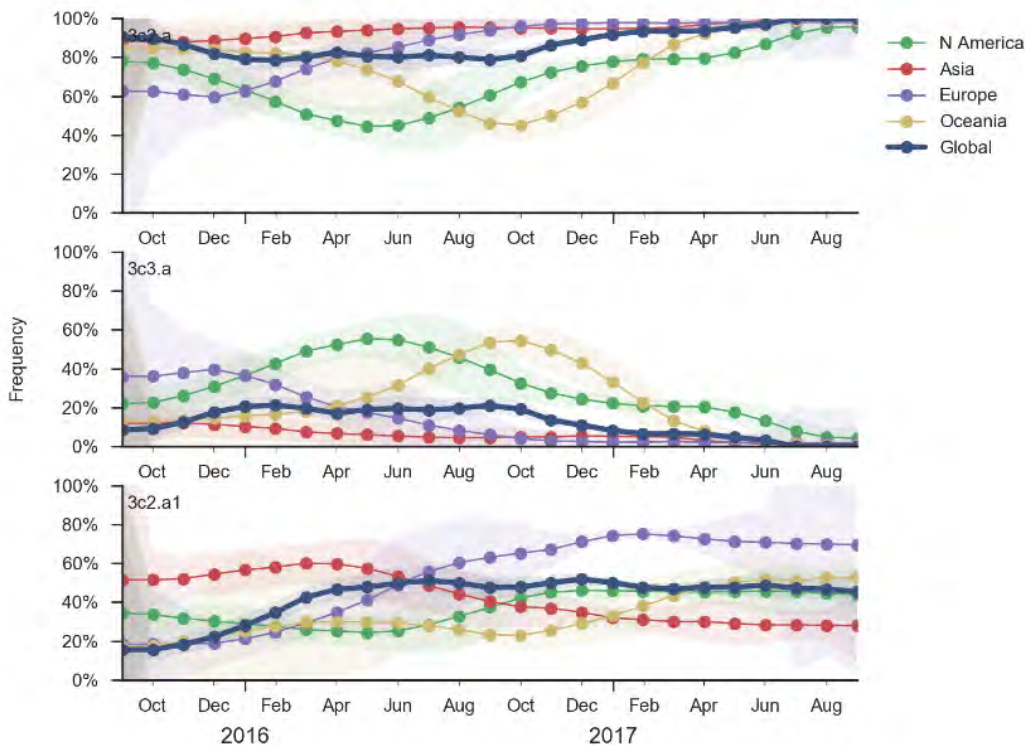 100%
80%
60%
40%
20%
0%
3c2.a
Oct Dec Feb Apr Jun Aug Oct Dec Feb Apr Jun Aug
N America
Asia
Europe
Oceania
Global
Frequency
100%
80%
60%
40%
20%
0%
3c3.a
Oct Dec Feb Apr Jun Aug Oct Dec Feb Apr Jun Aug
100%
80%
60%
40%
20%
0%
3c2.a1
Oct Dec Feb Apr Jun Aug Oct Dec Feb Apr Jun Aug
2016 2017